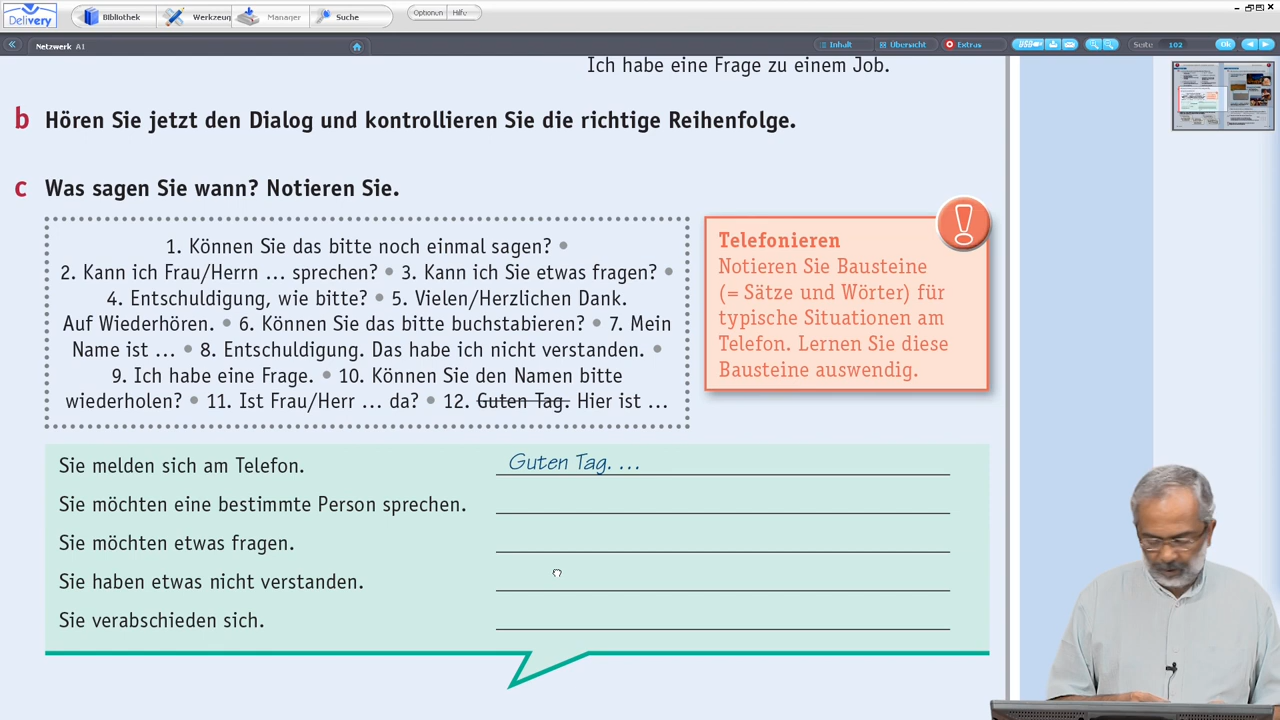 Delivery
Bibliothek
Werkzeug
Manager
Suche
Optionen
Hilfe
Netzwerk A1
Inhalt
Übersicht
Extras
Seite
102
Ok
Ich habe eine Frage zu einem Job.
b Hören Sie jetzt den Dialog und kontrollieren Sie die richtige Reihenfolge.
c Was sagen Sie wann? Notieren Sie.
1. Können Sie das bitte noch einmal sagen? •
2. Kann ich Frau/Herrn ... sprechen? • 3. Kann ich Sie etwas fragen? •
4. Entschuldigung, wie bitte? • 5. Vielen/Herzlichen Dank.
Auf Wiederhören. • 6. Können Sie das bitte buchstabieren? • 7. Mein
Name ist ... • 8. Entschuldigung. Das habe ich nicht verstanden. •
9. Ich habe eine Frage. • 10. Können Sie den Namen bitte
wiederholen? • 11. Ist Frau/Herr ... da? • 12. Guten Tag. Hier ist ...
Telefonieren
Notieren Sie Bausteine
(= Sätze und Wörter) für
typische Situationen am
Telefon. Lernen Sie diese
Bausteine auswendig.
Sie melden sich am Telefon. Guten Tag. ...
Sie möchten eine bestimmte Person sprechen.
Sie möchten etwas fragen.
Sie haben etwas nicht verstanden.
Sie verabschieden sich.